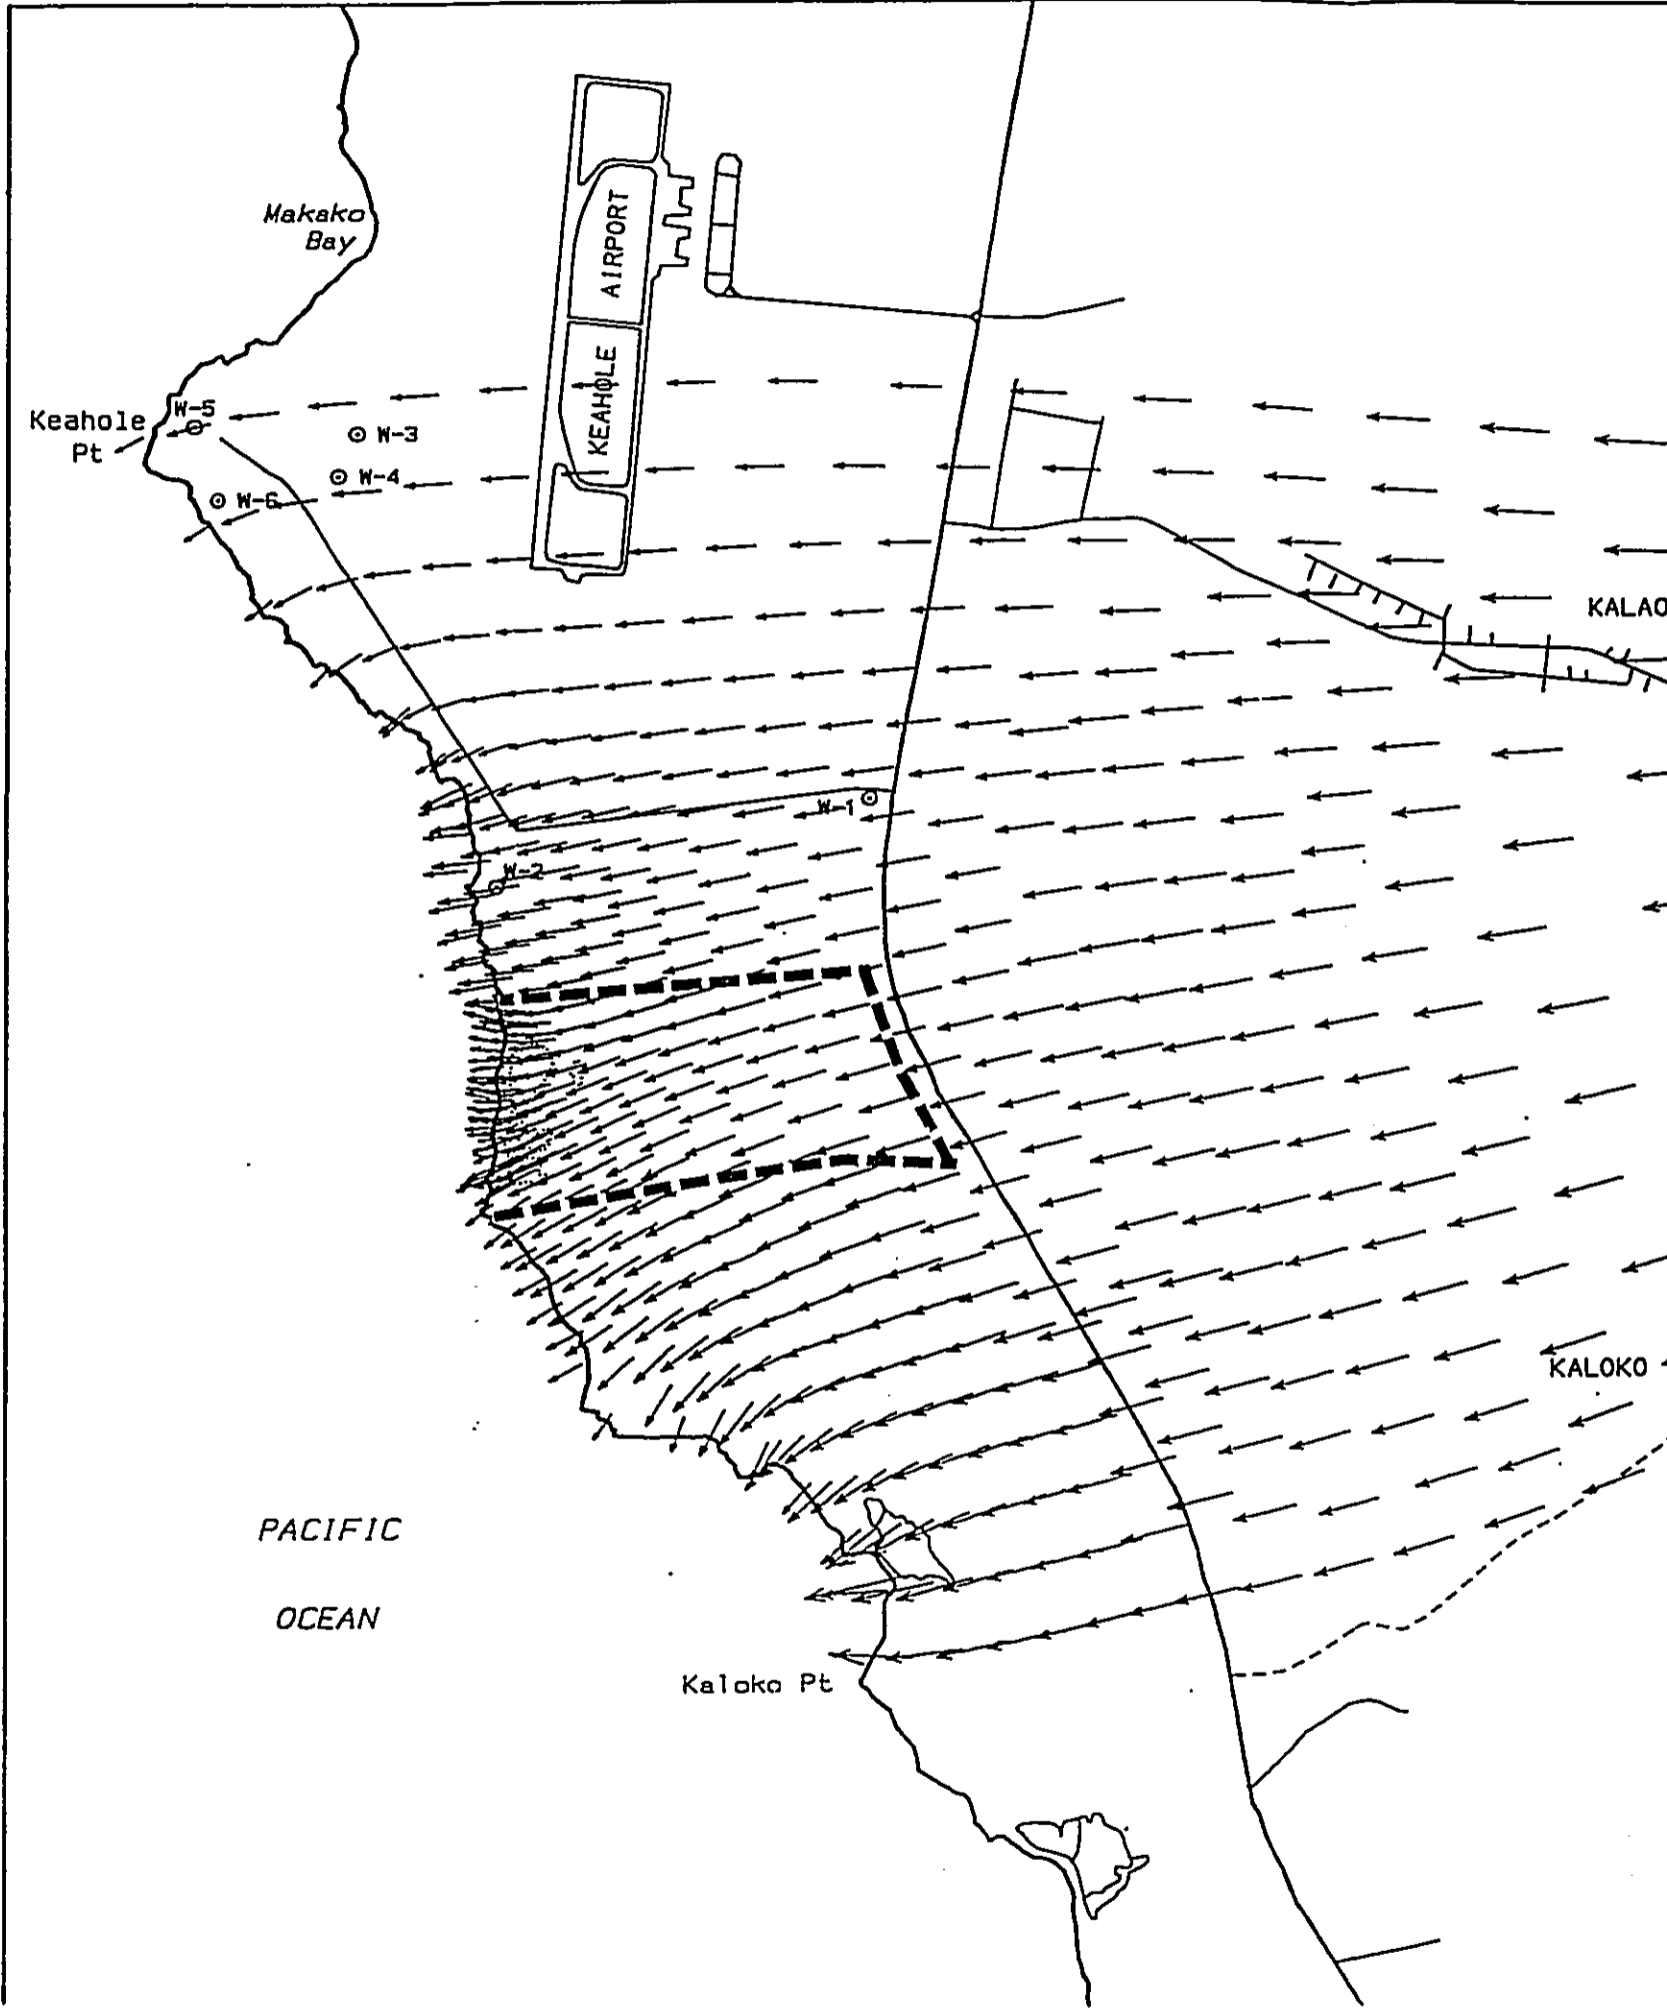 Makako
Bay
KEAHOLE AIRPORT
Keahole
Pt
W-5
W-3
W-4
W-6
KALAO
W-1
W-2
KALOKO
PACIFIC
OCEAN
Kaloko Pt